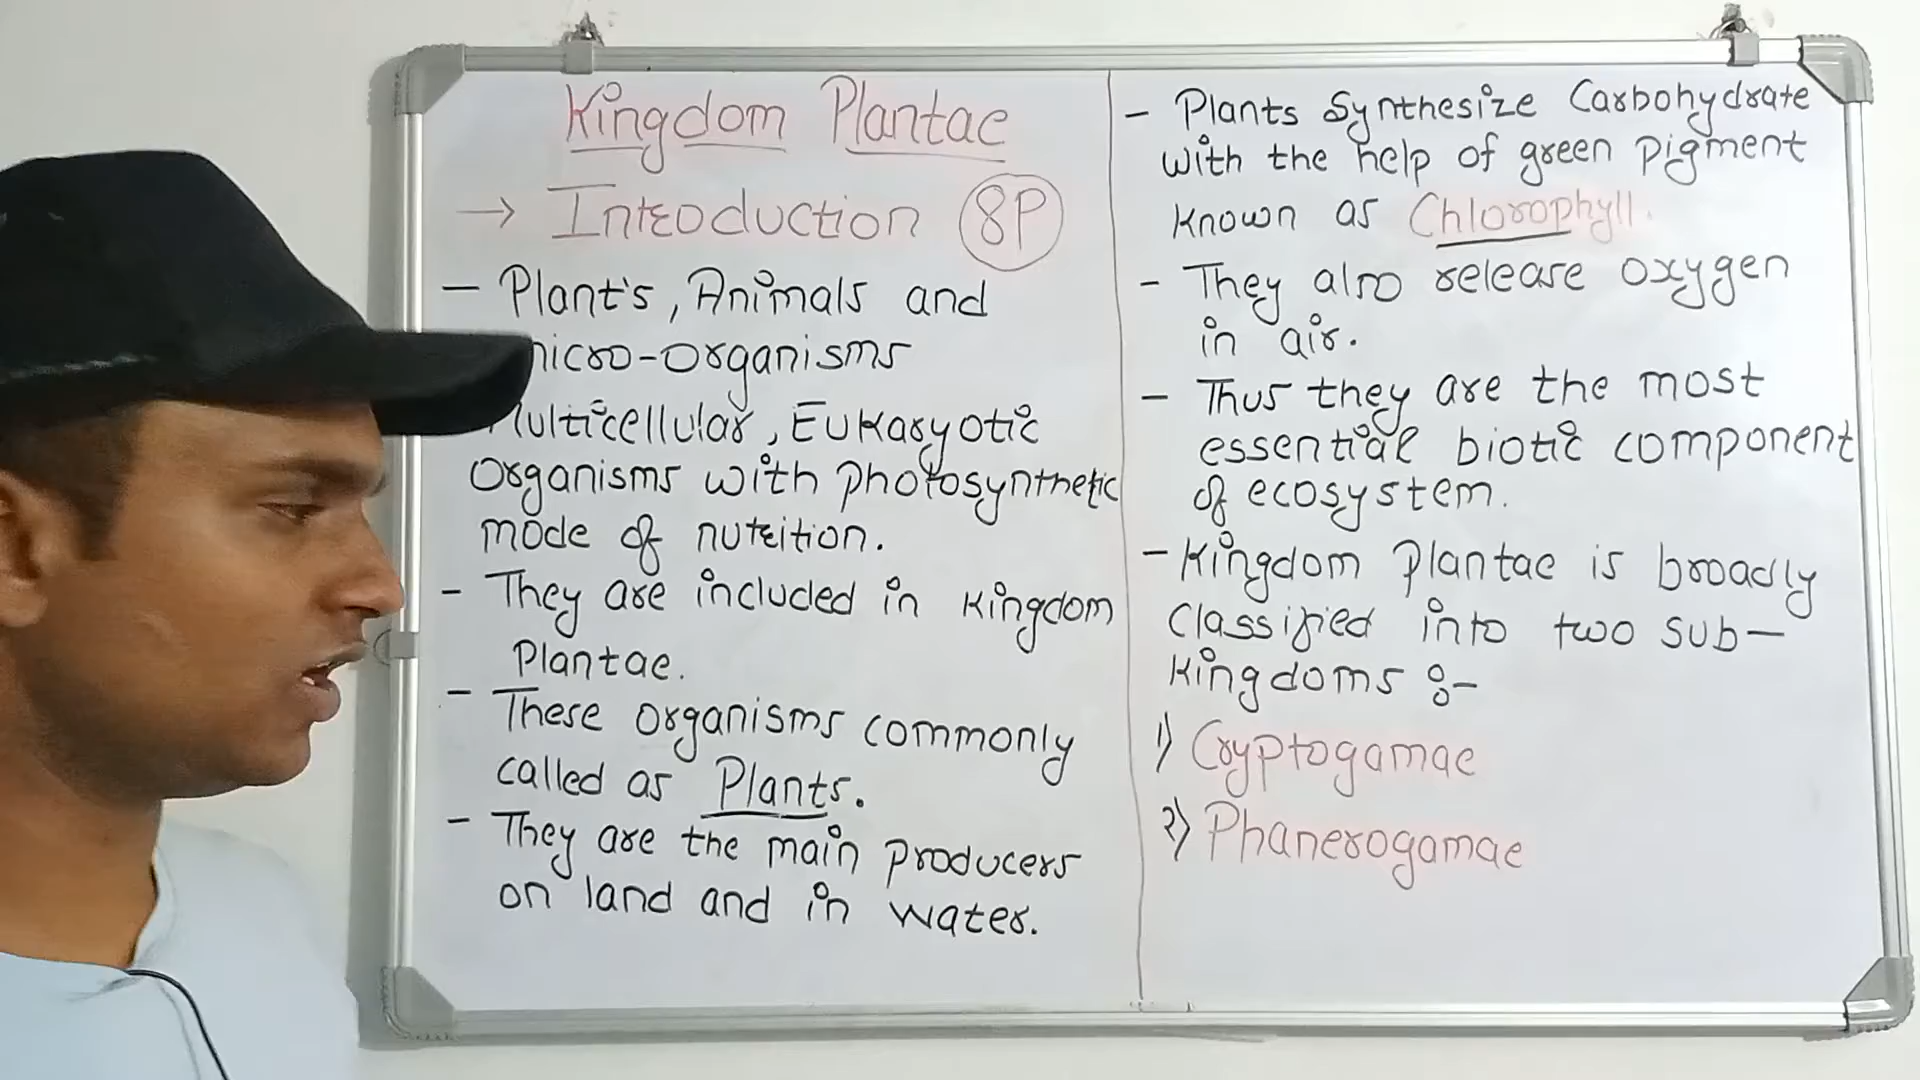 Kingdom Plantae
→ Introduction 8P
- Plant's, Animals and
micro-organisms
Multicellular, Eukaryotic
organisms with photosynthetic
mode of nutrition.
- They are included in Kingdom
Plantae.
- These organisms commonly
called as Plants.
- They are the main producers
on land and in water.
- Plants synthesize Carbohydrate
with the help of green pigment
known as Chlorophyll.
- They also release oxygen
in air.
- Thus they are the most
essential biotic component
of ecosystem.
- Kingdom Plantae is broadly
classified into two sub-
kingdoms :-
1) Cryptogamae
2) Phanerogamae